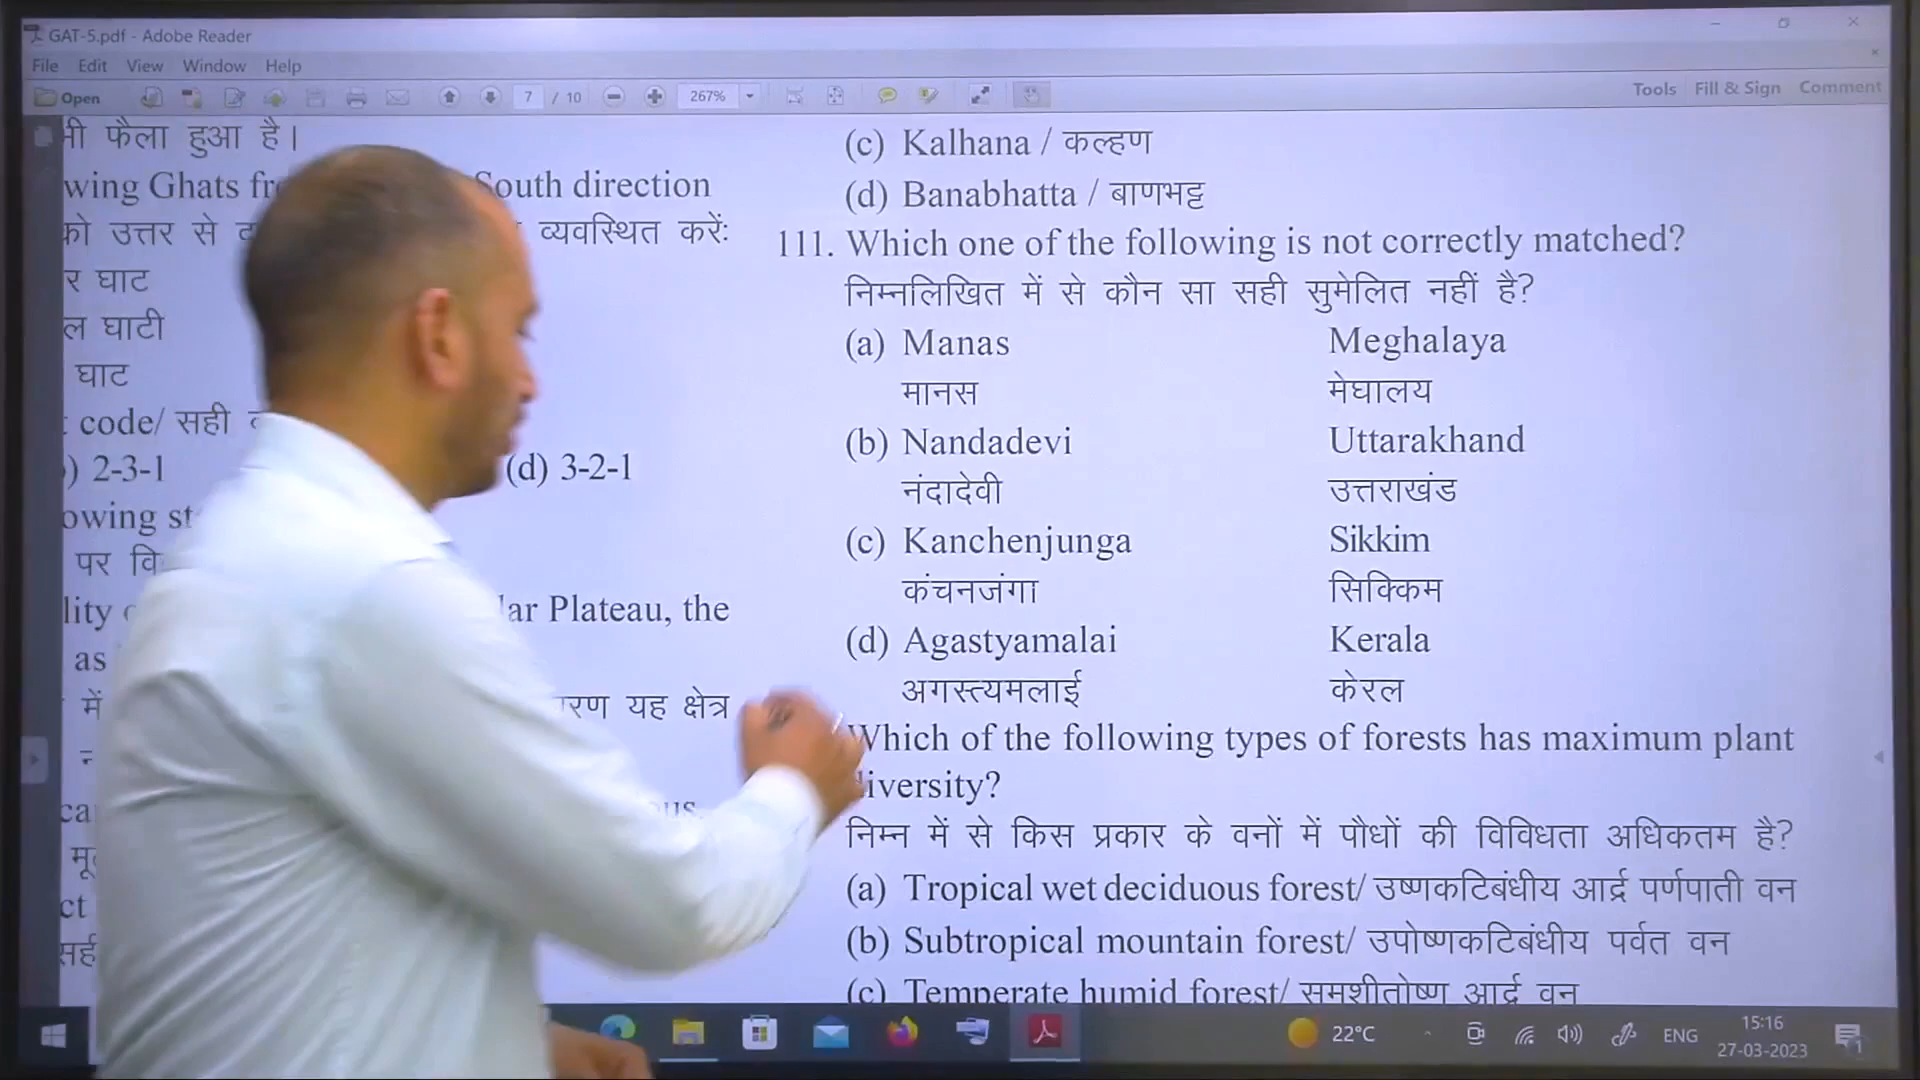 GAT-5.pdf - Adobe Reader
File Edit View Window Help
Open 7 / 10 267% Tools Fill & Sign Comment
भी फैला हुआ है।
wing Ghats South direction
को उत्तर से व्यवस्थित करेंः
र घाट
ल घाटी
घाट
code/ सही
2-3-1 (d) 3-2-1
owing
पर
lity lar Plateau, the
as
में यह क्षेत्र
(c) Kalhana / कल्हण
(d) Banabhatta / बाणभट्ट
111. Which one of the following is not correctly matched?
निम्नलिखित में से कौन सा सही सुमेलित नहीं है?
(a) Manas Meghalaya
मानस मेघालय
(b) Nandadevi Uttarakhand
नंदादेवी उत्तराखंड
(c) Kanchenjunga Sikkim
कंचनजंगा सिक्किम
(d) Agastyamalai Kerala
अगस्त्यमलाई केरल
Which of the following types of forests has maximum plant
iversity?
निम्न में से किस प्रकार के वनों में पौधों की विविधता अधिकतम है?
(a) Tropical wet deciduous forest/ उष्णकटिबंधीय आर्द्र पर्णपाती वन
(b) Subtropical mountain forest/ उपोष्णकटिबंधीय पर्वत वन
(c) Temperate humid forest/ समशीतोष्ण आर्द्र वन
22°C ENG 15:16
27-03-2023